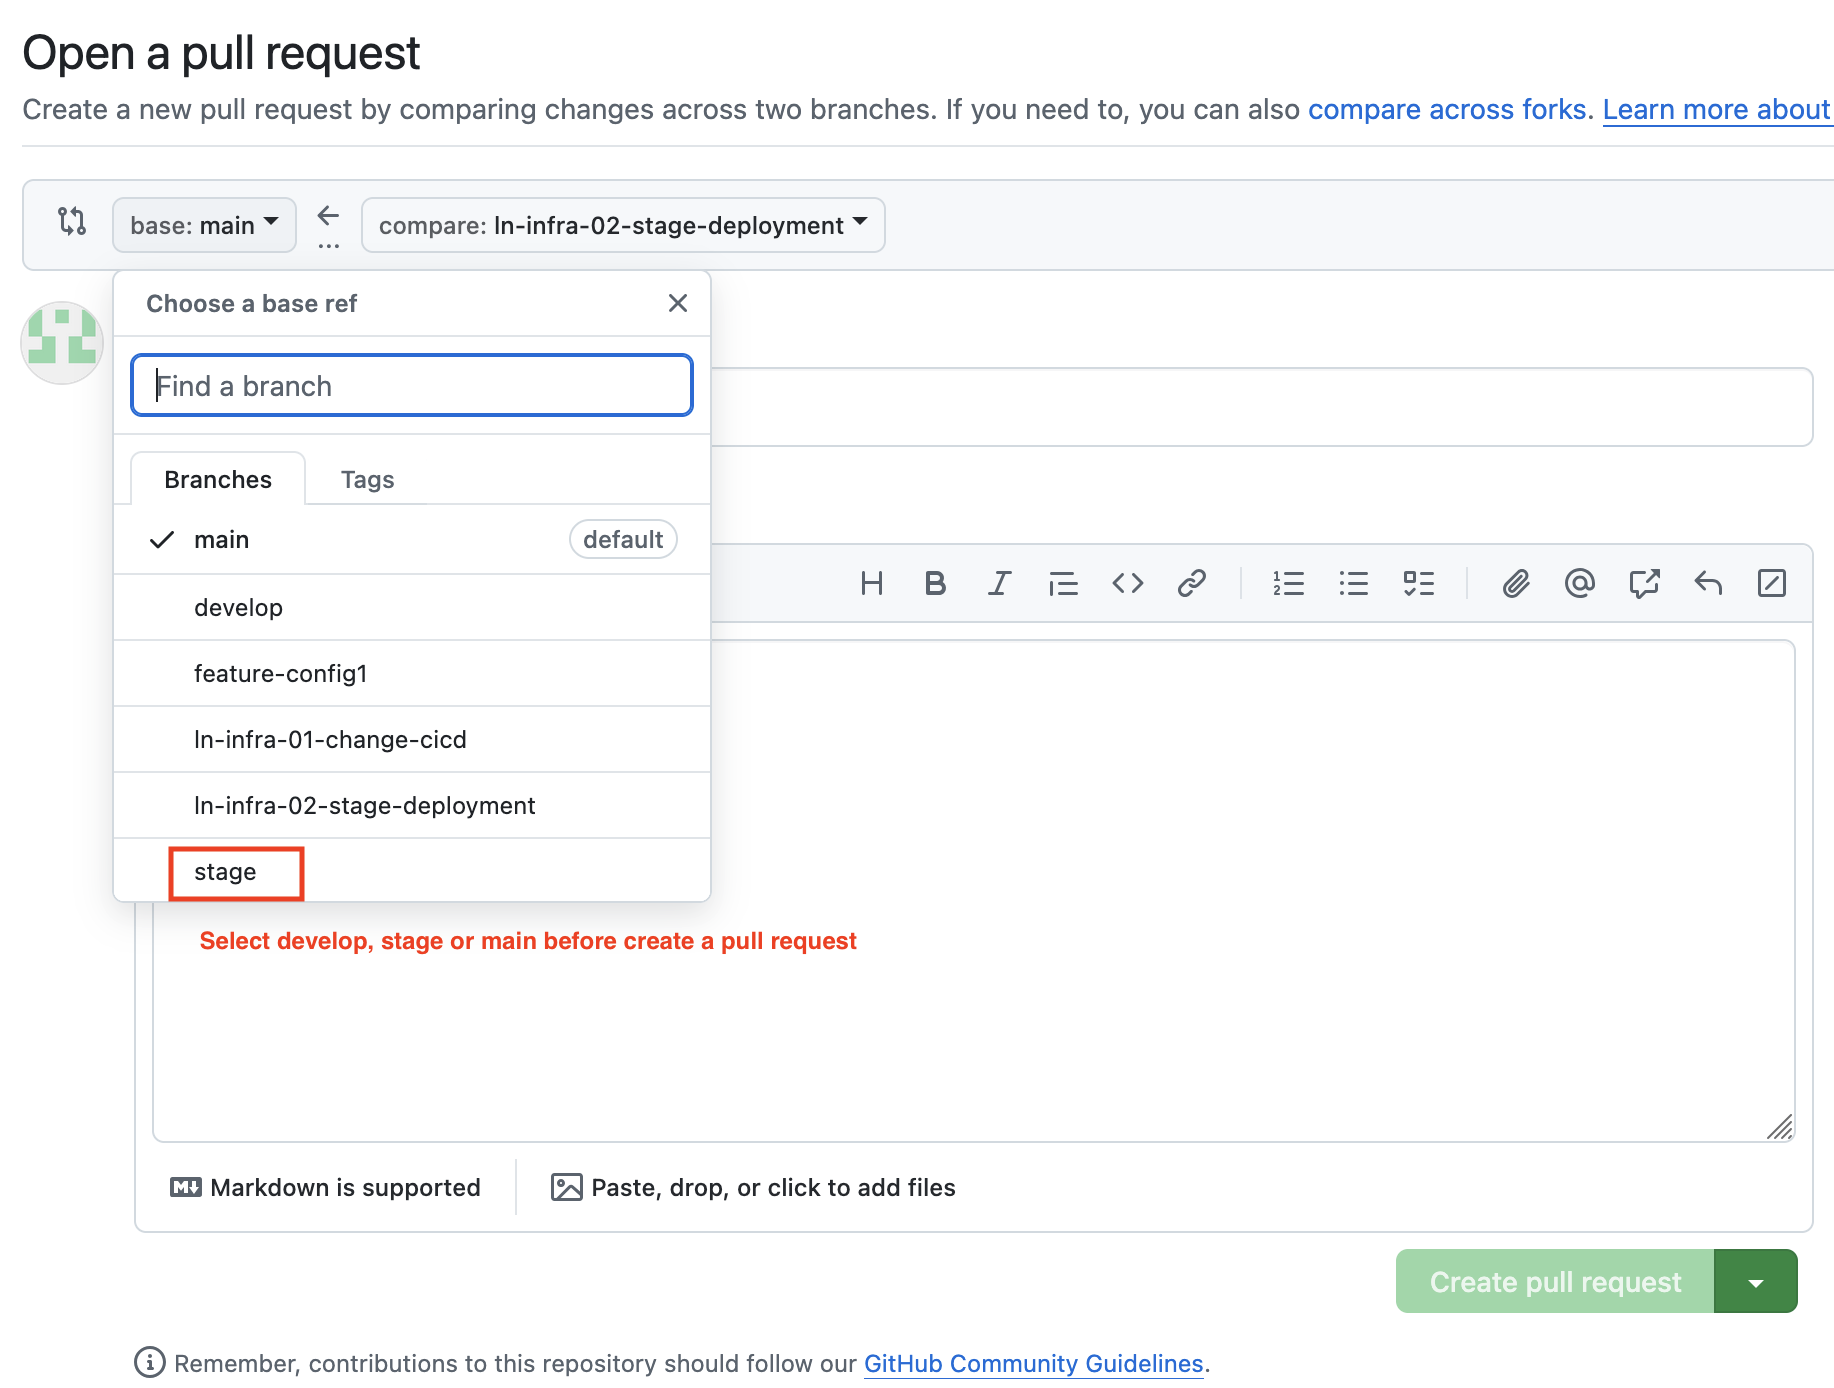 Open a pull request
Create a new pull request by comparing changes across two branches. If you need to, you can also compare across forks. Learn more about
base: main
compare: ln-infra-02-stage-deployment
Choose a base ref
Find a branch
Branches Tags
main default
develop
feature-config1
ln-infra-01-change-cicd
ln-infra-02-stage-deployment
stage
Select develop, stage or main before create a pull request
Markdown is supported
Paste, drop, or click to add files
Create pull request
Remember, contributions to this repository should follow our GitHub Community Guidelines.